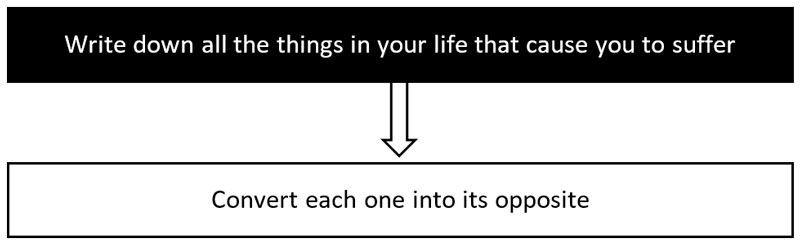 Write down all the things in your life that cause you to suffer
Convert each one into its opposite